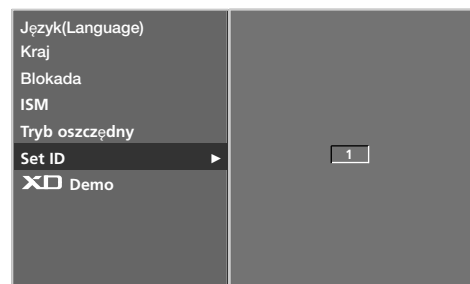 Język(Language)
Kraj
Blokada
ISM
Tryb oszczędny
Set ID ► 1
XD Demo